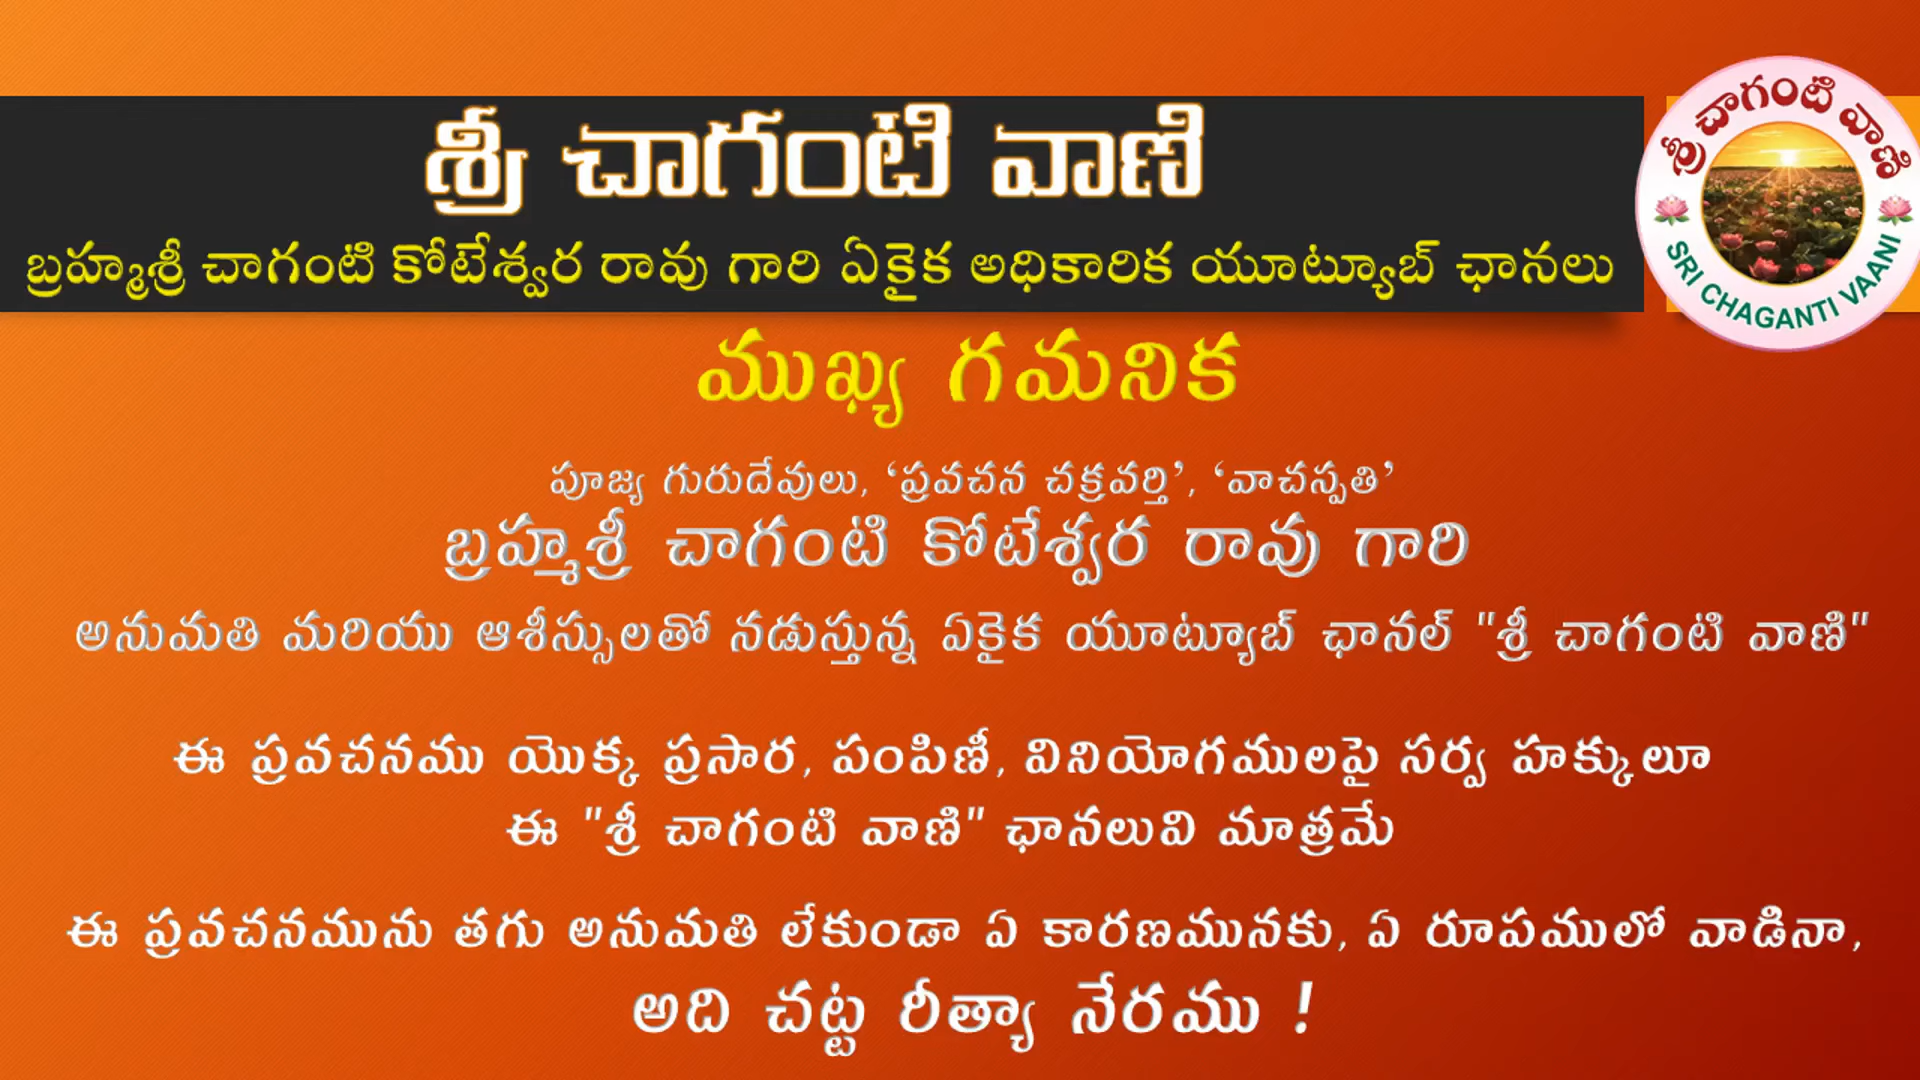 శ్రీ చాగంటి వాణి
బ్రహ్మశ్రీ చాగంటి కోటేశ్వర రావు గారి ఏకైక అధికారిక యూట్యూబ్ ఛానలు
శ్రీ చాగంటి వాణి
SRI CHAGANTI VAANI
ముఖ్య గమనిక
పూజ్య గురుదేవులు, ‘ప్రవచన చక్రవర్తి’, ‘వాచస్పతి’
బ్రహ్మశ్రీ చాగంటి కోటేశ్వర రావు గారి
అనుమతి మరియు ఆశీస్సులతో నడుస్తున్న ఏకైక యూట్యూబ్ ఛానల్ "శ్రీ చాగంటి వాణి"
ఈ ప్రవచనము యొక్క ప్రసార, పంపిణీ, వినియోగములపై సర్వ హక్కులూ
ఈ "శ్రీ చాగంటి వాణి" ఛానలువి మాత్రమే
ఈ ప్రవచనమును తగు అనుమతి లేకుండా ఏ కారణమునకు, ఏ రూపములో వాడినా,
అది చట్ట రీత్యా నేరము !